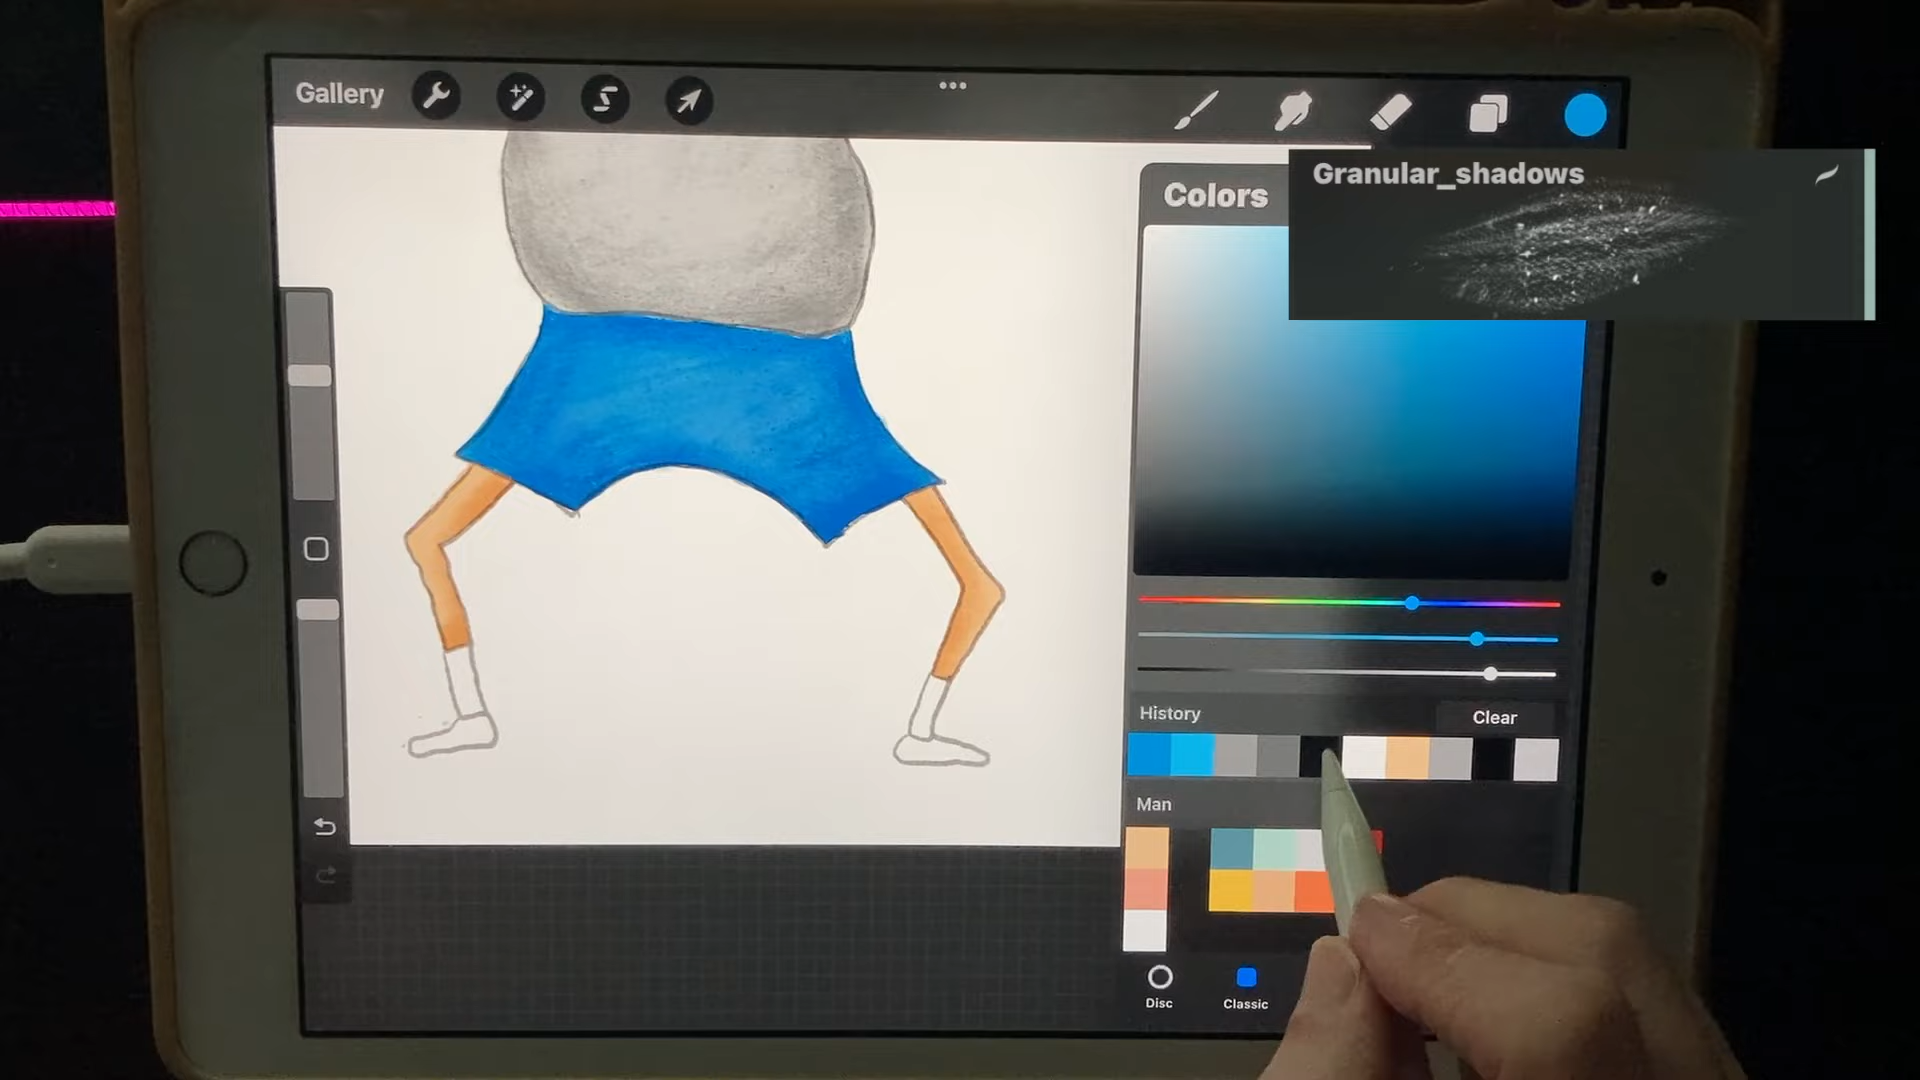 Gallery
Granular_shadows
Colors
History
Clear
Man
Disc
Classic